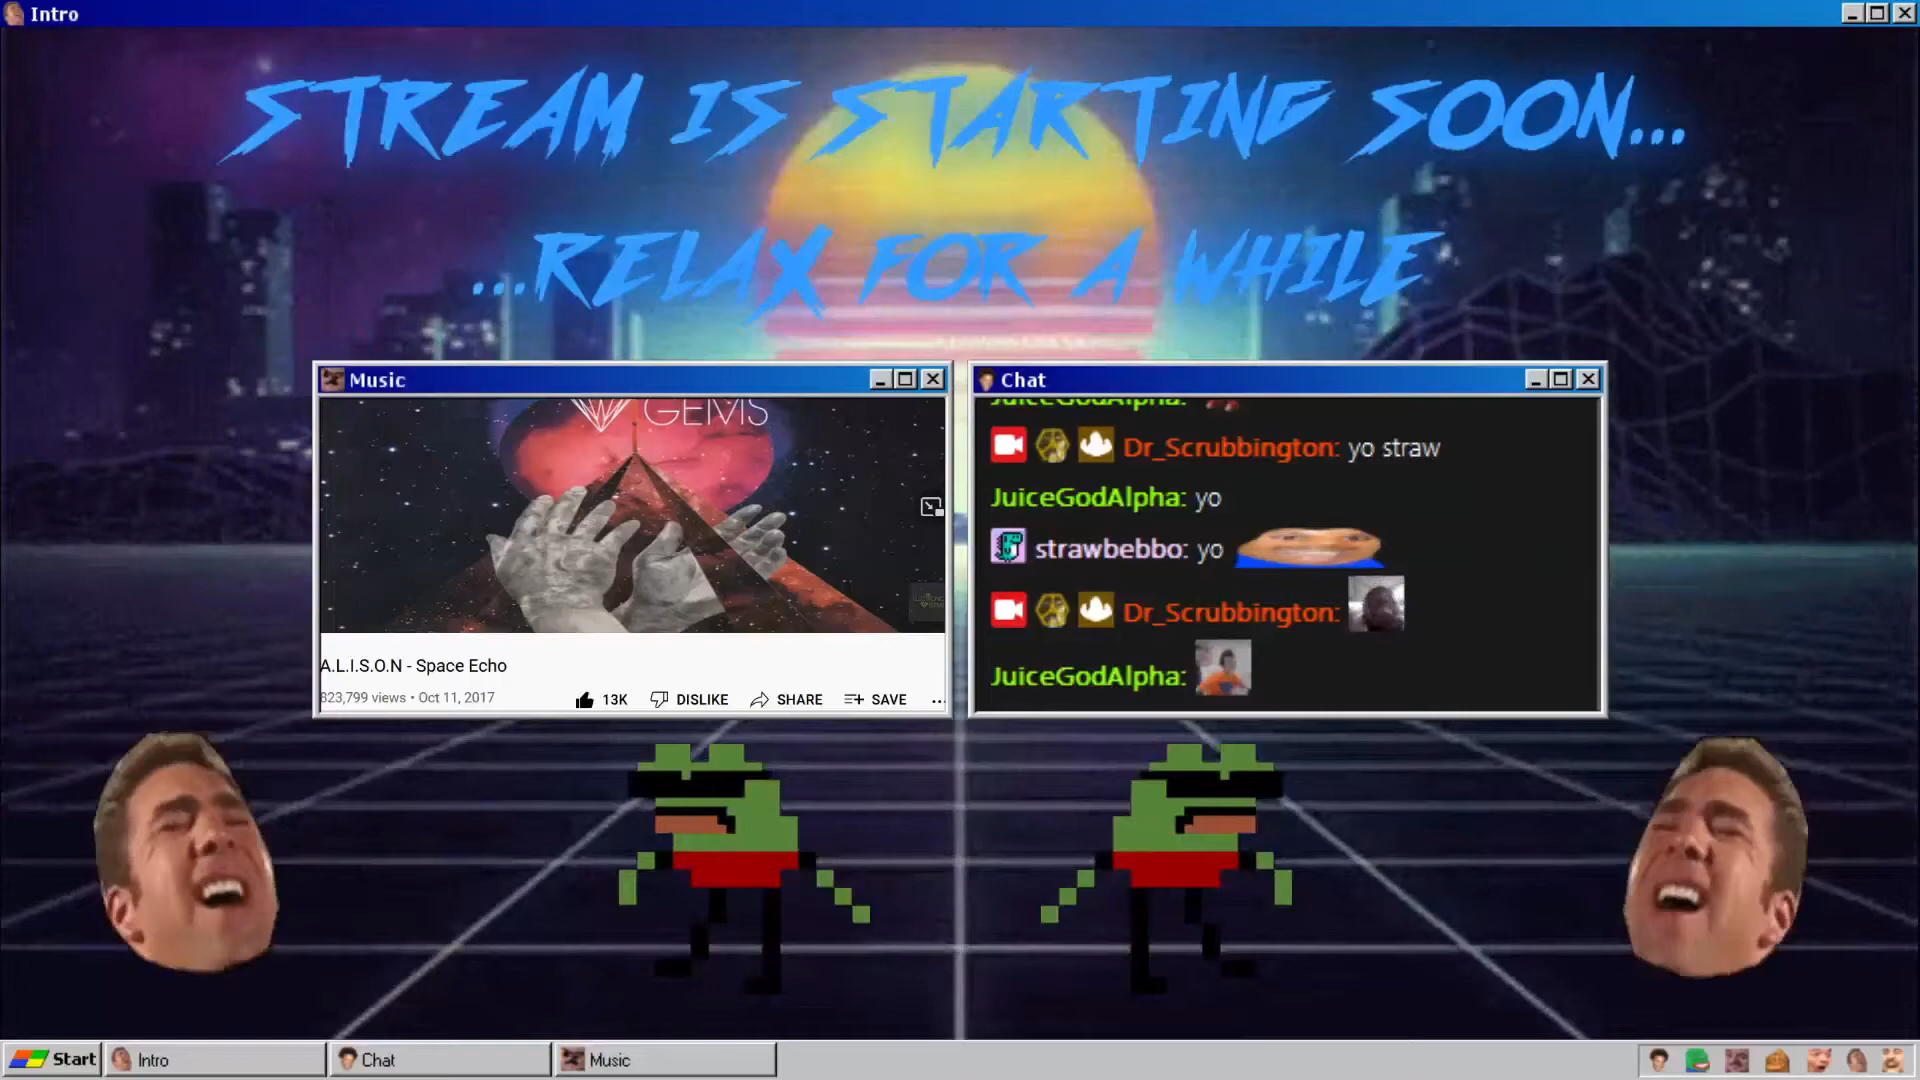 Intro
STREAM IS STARTING SOON...
...RELAX FOR A WHILE
Music
GEMS
A.L.I.S.O.N - Space Echo
823,799 views • Oct 11, 2017
13K DISLIKE SHARE SAVE ...
Chat
JuiceGodAlpha:
Dr_Scrubbington: yo straw
JuiceGodAlpha: yo
strawbebbo: yo
Dr_Scrubbington:
JuiceGodAlpha:
Start Intro Chat Music